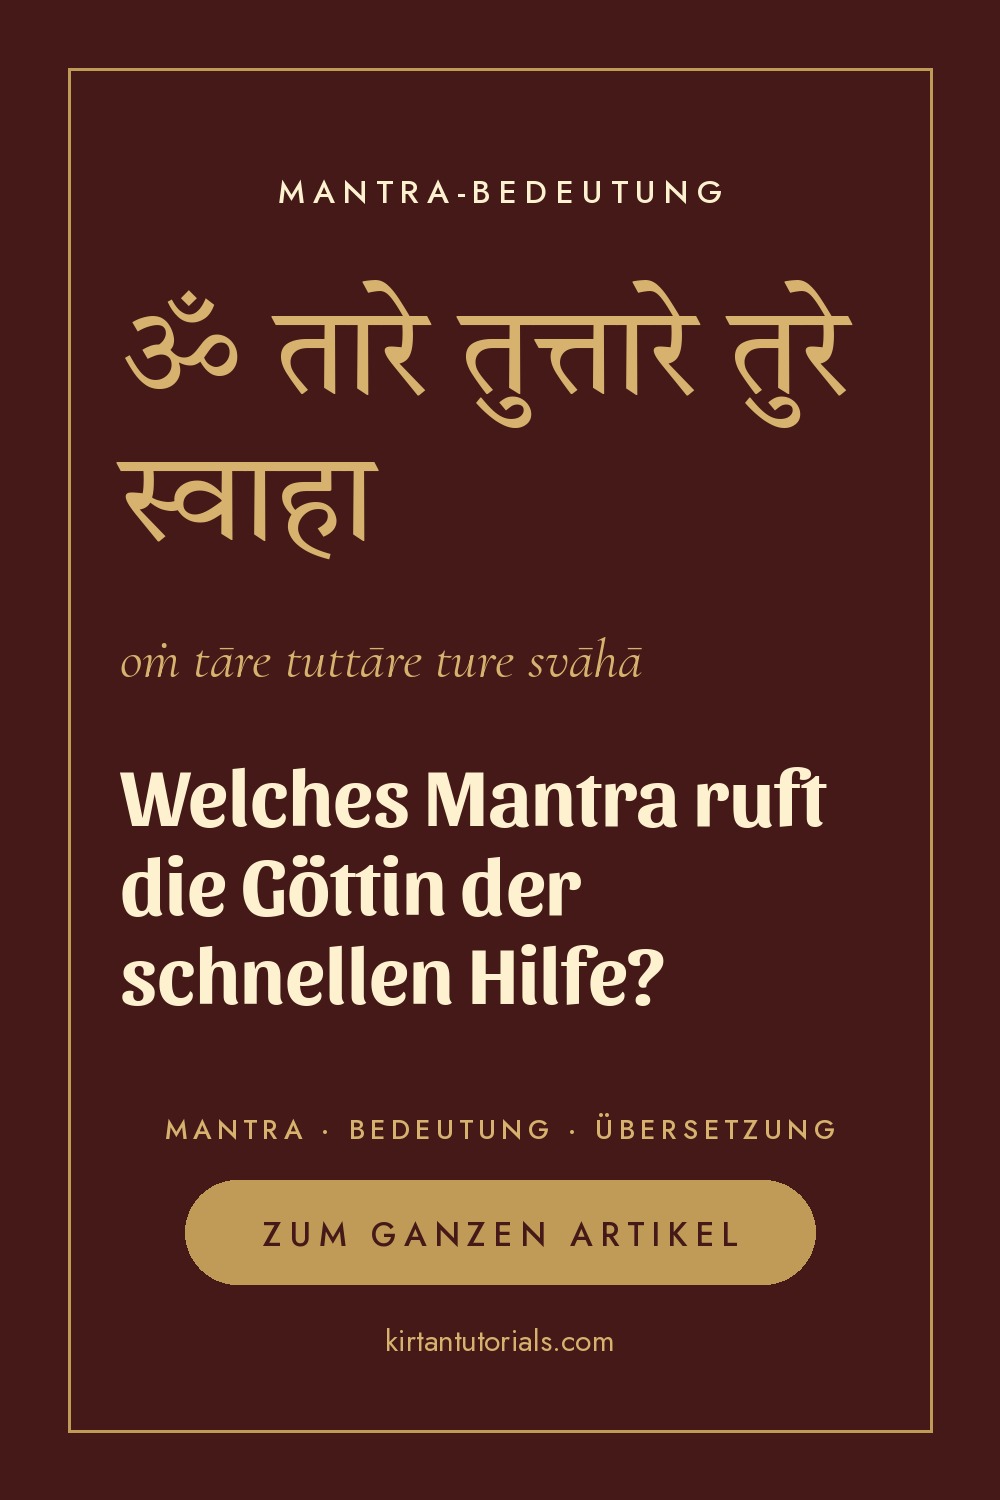 MANTRA-BEDEUTUNG
ॐ तारे तुत्तारे तुरे
स्वाहा
oṁ tāre tuttāre ture svāhā
Welches Mantra ruft
die Göttin der
schnellen Hilfe?
MANTRA · BEDEUTUNG · ÜBERSETZUNG
ZUM GANZEN ARTIKEL
kirtantutorials.com